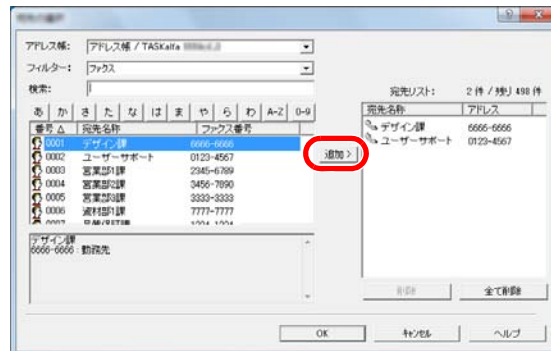 アドレス帳: アドレス帳 / TASKalfa
フィルター: ファクス
検索:
宛先リスト: 2 件 / 残り 498 件
あ か さ た な は ま や ら わ A-Z 0-9
番号 △ 宛先名称 ファクス番号
0001 デザイン課 6666-6666
0002 ユーザーサポート 0123-4567
0003 営業部1課 2345-6789
0004 営業部2課 3456-7890
0005 営業部3課 3333-3333
0006 資材部1課 7777-7777
追加 >
宛先名称 アドレス
デザイン課 6666-6666
ユーザーサポート 0123-4567
デザイン課
6666-6666 : 勤務先
削除 全て削除
OK キャンセル ヘルプ